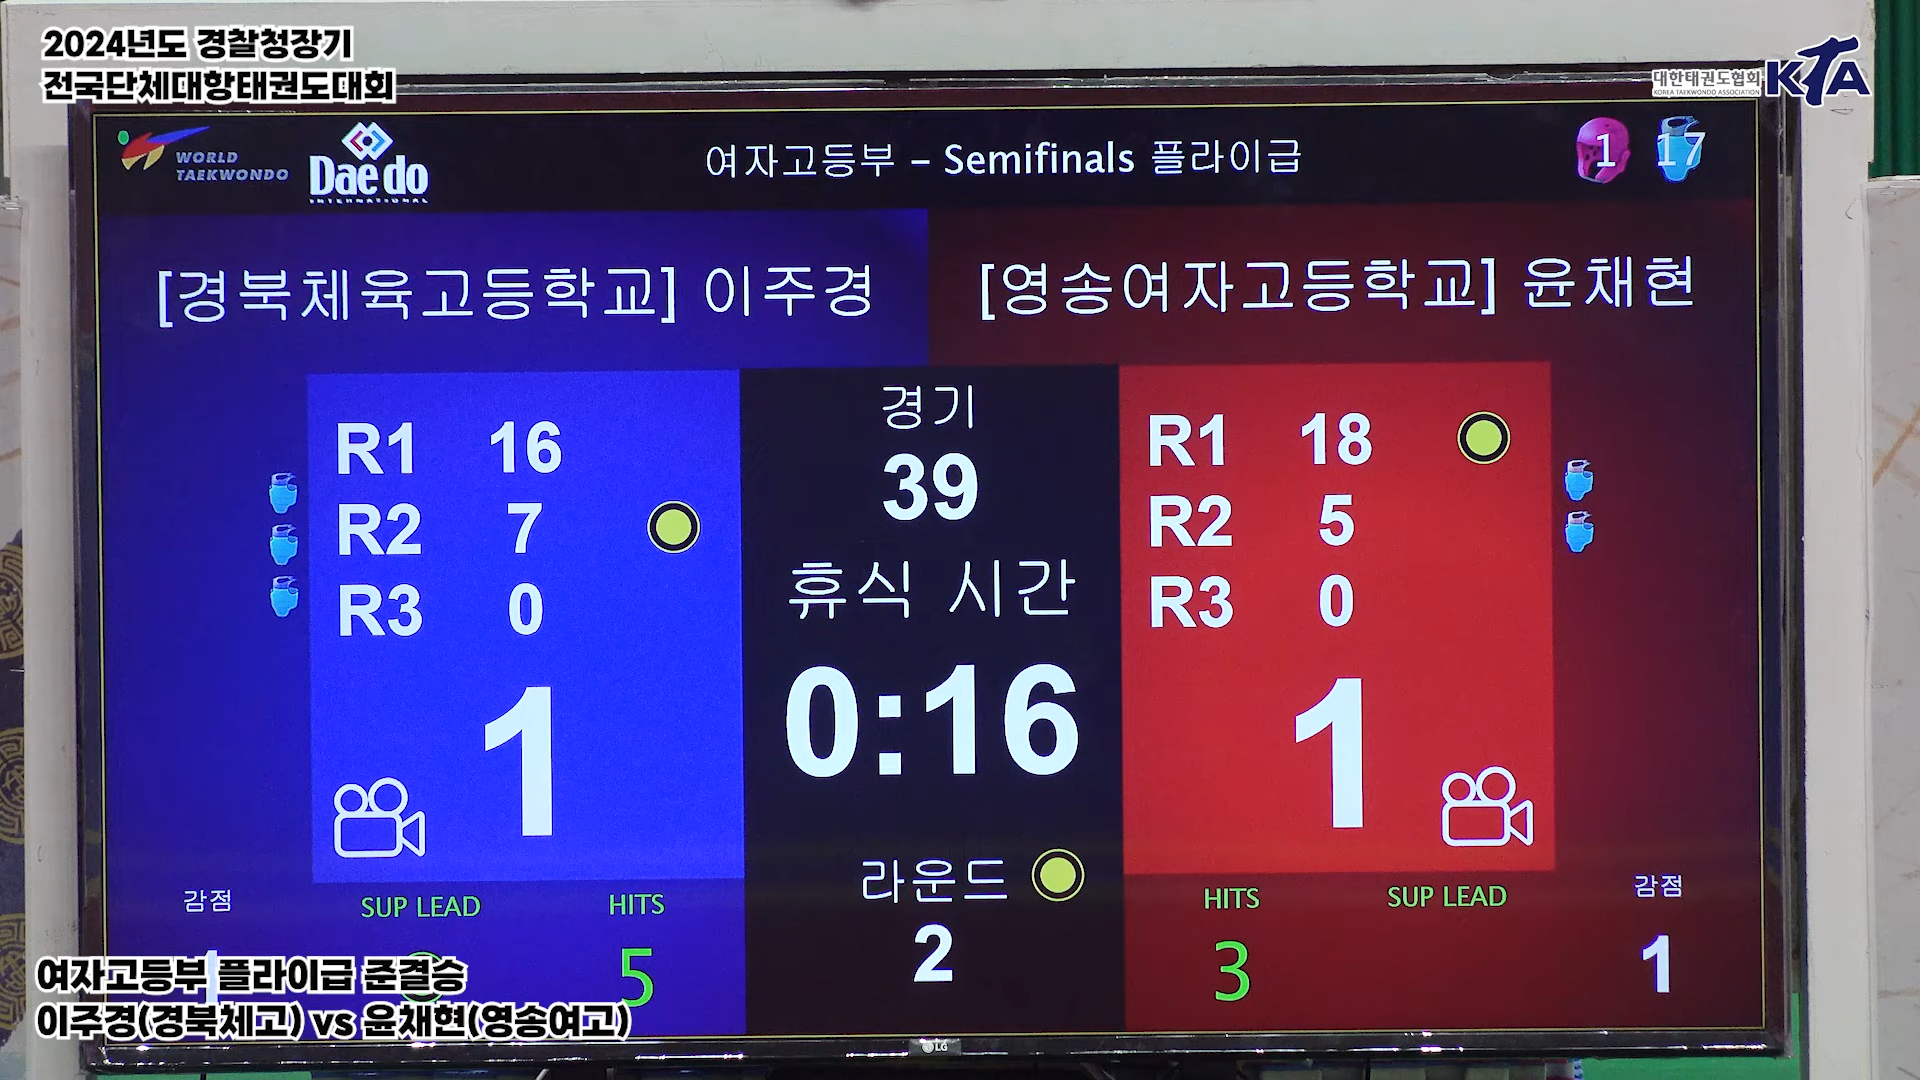 2024년도 경찰청장기
전국단체대항태권도대회
대한태권도협회 KTA
KOREA TAEKWONDO ASSOCIATION
WORLD
TAEKWONDO
Daedo
INTERNATIONAL
여자고등부 - Semifinals 플라이급
1 17
[경북체육고등학교] 이주경
[영송여자고등학교] 윤채현
R1 16
R2 7
R3 0
1
경기
39
휴식 시간
0:16
라운드
2
R1 18
R2 5
R3 0
1
감점
SUP LEAD
HITS
1
5
HITS
SUP LEAD
감점
3
1
여자고등부 플라이급 준결승
이주경(경북체고) vs 윤채현(영송여고)
LG